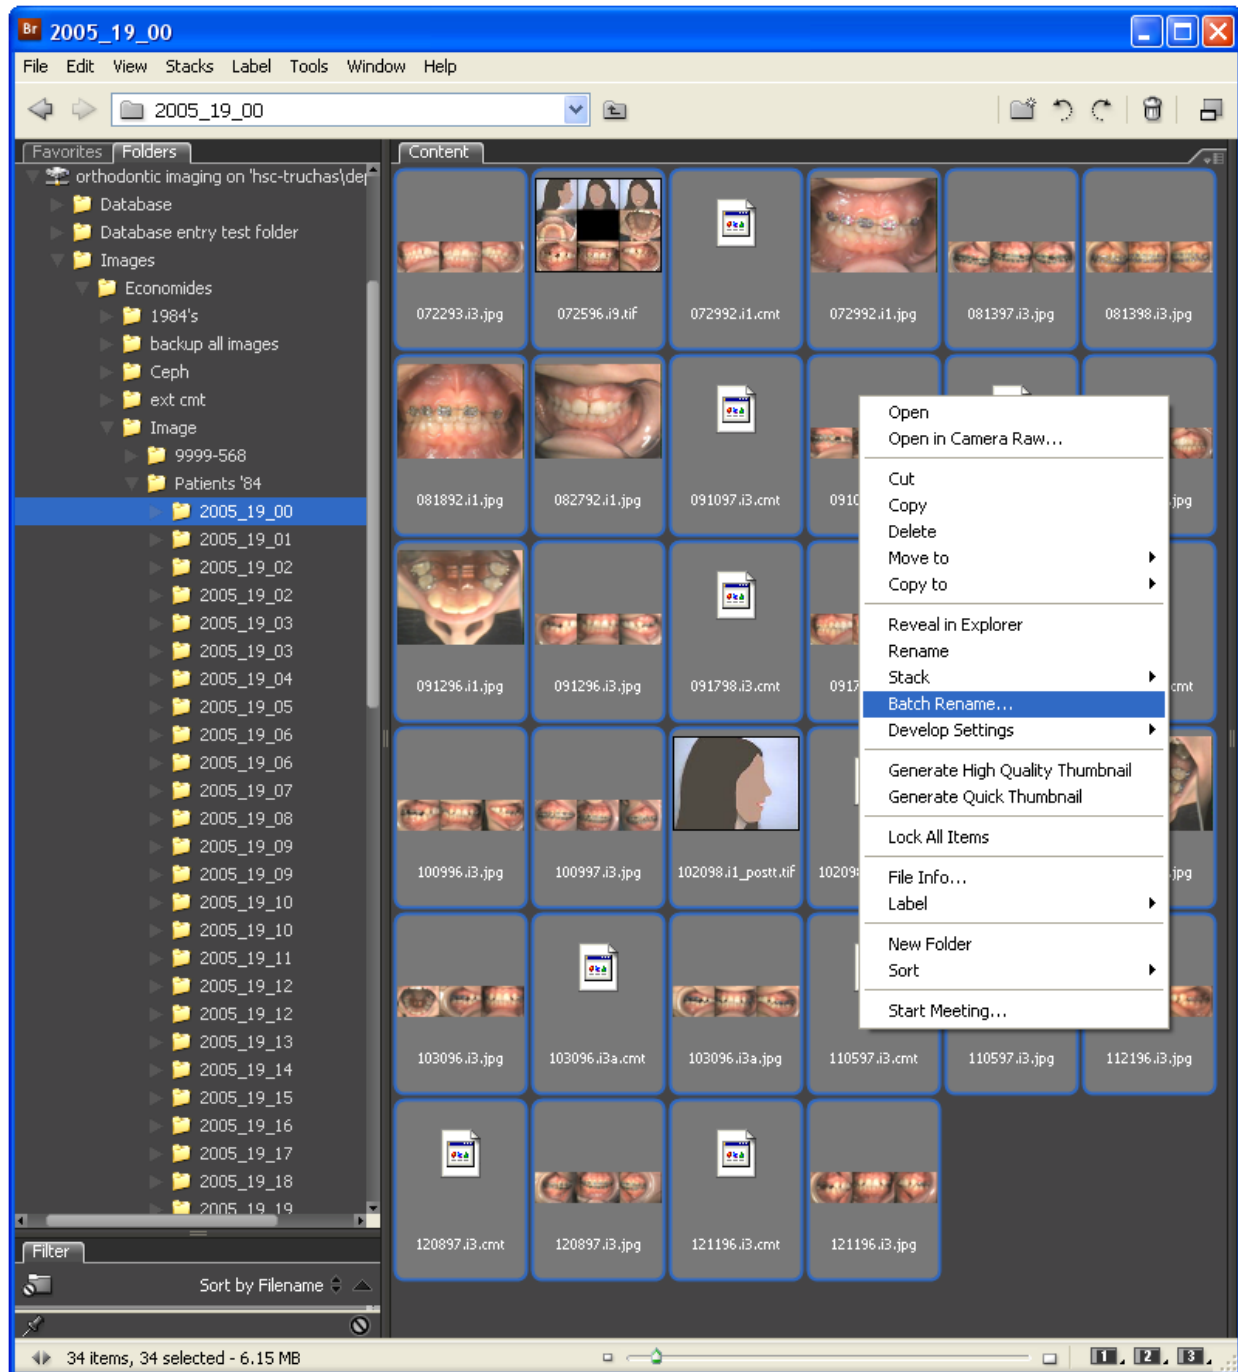 Br 2005_19_00
File Edit View Stacks Label Tools Window Help
2005_19_00
Favorites Folders
orthodontic imaging on 'hsc-truchas\de
Database
Database entry test folder
Images
Economides
1984's
backup all images
Ceph
ext cmt
Image
9999-568
Patients '84
2005_19_00
2005_19_01
2005_19_02
2005_19_02
2005_19_03
2005_19_03
2005_19_04
2005_19_05
2005_19_06
2005_19_06
2005_19_07
2005_19_08
2005_19_09
2005_19_09
2005_19_10
2005_19_10
2005_19_11
2005_19_12
2005_19_12
2005_19_13
2005_19_14
2005_19_15
2005_19_16
2005_19_17
2005_19_18
2005_19_19
Filter
Sort by Filename
Content
072293.i3.jpg 072596.i9.tif 072992.i1.cmt 072992.i1.jpg 081397.i3.jpg 081398.i3.jpg
081892.i1.jpg 082792.i1.jpg 091097.i3.cmt 0910 jpg
091296.i1.jpg 091296.i3.jpg 091798.i3.cmt 0917 cmt
100996.i3.jpg 100997.i3.jpg 102098.i1_postt.tif 10209 jpg
103096.i3.jpg 103096.i3a.cmt 103096.i3a.jpg 110597.i3.cmt 110597.i3.jpg 112196.i3.jpg
120897.i3.cmt 120897.i3.jpg 121196.i3.cmt 121196.i3.jpg
Open
Open in Camera Raw...
Cut
Copy
Delete
Move to
Copy to
Reveal in Explorer
Rename
Stack
Batch Rename...
Develop Settings
Generate High Quality Thumbnail
Generate Quick Thumbnail
Lock All Items
File Info...
Label
New Folder
Sort
Start Meeting...
34 items, 34 selected - 6.15 MB
1 2 3